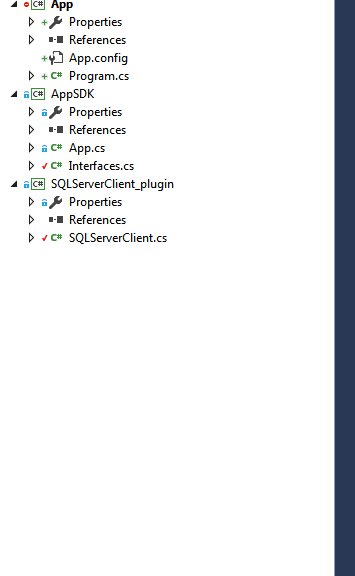 App
Properties
References
App.config
C# Program.cs
C# AppSDK
Properties
References
C# App.cs
C# Interfaces.cs
C# SQLServerClient_plugin
Properties
References
C# SQLServerClient.cs